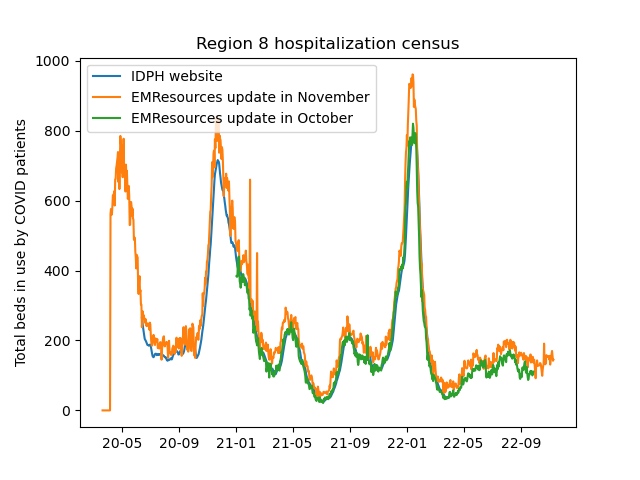 Region 8 hospitalization census
IDPH website
EMResources update in November
EMResources update in October
Total beds in use by COVID patients
1000
800
600
400
200
0
20-05 20-09 21-01 21-05 21-09 22-01 22-05 22-09